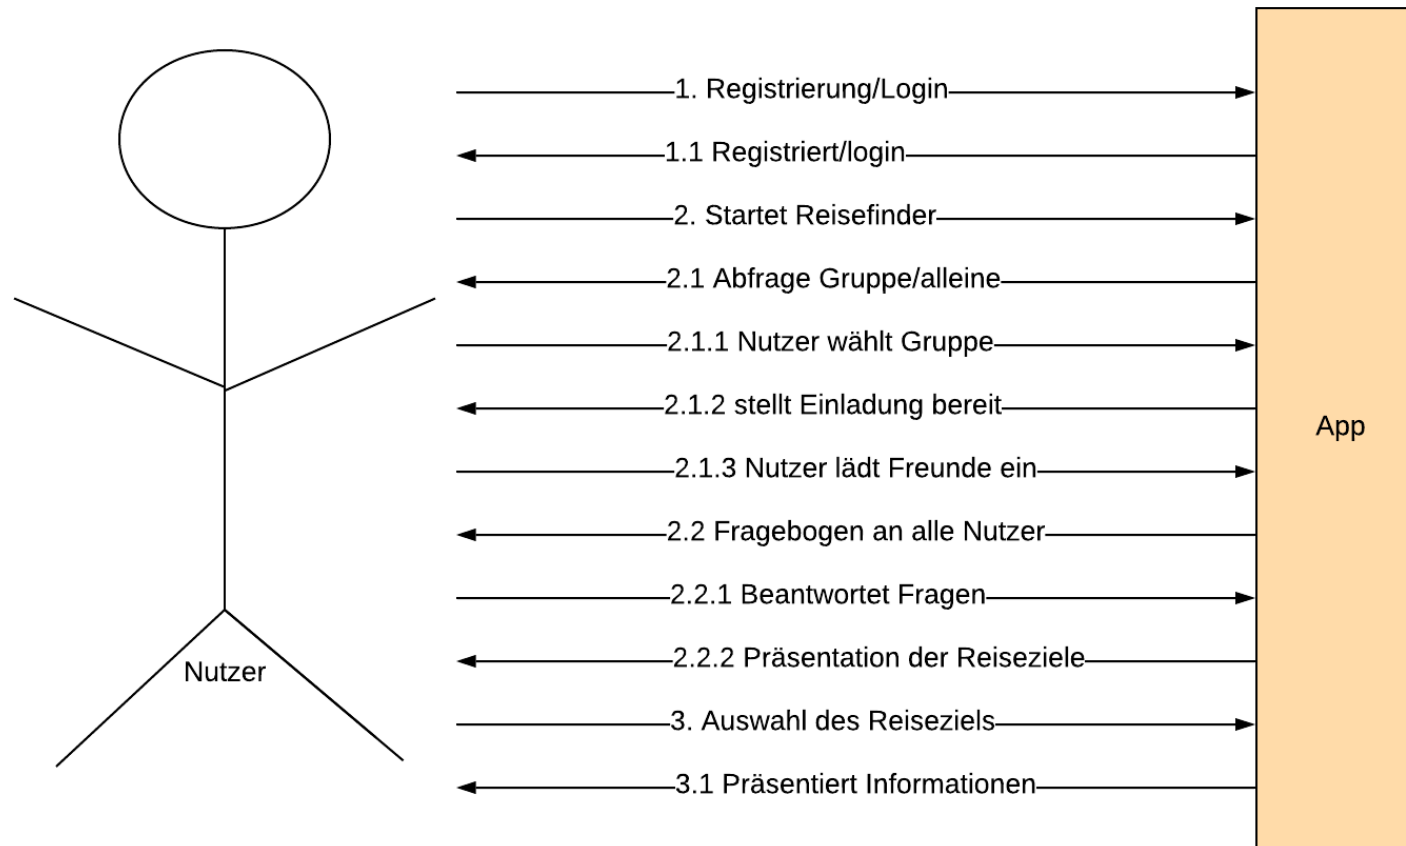 1. Registrierung/Login
1.1 Registriert/login
2. Startet Reisefinder
2.1 Abfrage Gruppe/alleine
2.1.1 Nutzer wählt Gruppe
2.1.2 stellt Einladung bereit
App
2.1.3 Nutzer lädt Freunde ein
2.2 Fragebogen an alle Nutzer
2.2.1 Beantwortet Fragen
2.2.2 Präsentation der Reiseziele
Nutzer
3. Auswahl des Reiseziels
3.1 Präsentiert Informationen